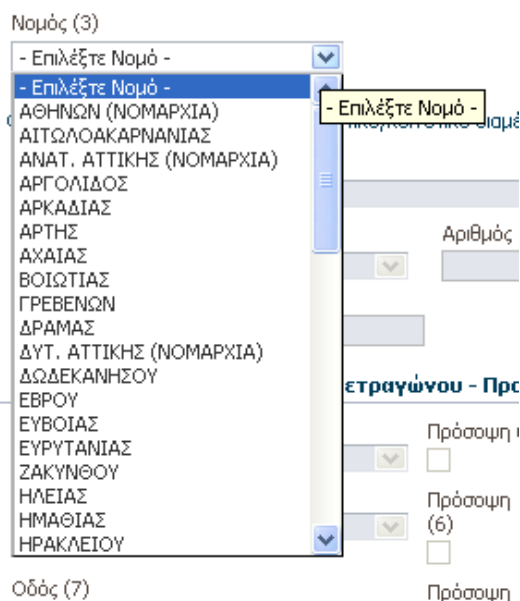 Νομός (3)
- Επιλέξτε Νομό -
- Επιλέξτε Νομό -
- Επιλέξτε Νομό -
ΑΘΗΝΩΝ (ΝΟΜΑΡΧΙΑ)
ΑΙΤΩΛΟΑΚΑΡΝΑΝΙΑΣ
ΑΝΑΤ. ΑΤΤΙΚΗΣ (ΝΟΜΑΡΧΙΑ)
ΑΡΓΟΛΙΔΟΣ
ΑΡΚΑΔΙΑΣ
ΑΡΤΗΣ
Αριθμός
ΑΧΑΙΑΣ
ΒΟΙΩΤΙΑΣ
ΓΡΕΒΕΝΩΝ
ΔΡΑΜΑΣ
ΔΥΤ. ΑΤΤΙΚΗΣ (ΝΟΜΑΡΧΙΑ)
ΔΩΔΕΚΑΝΗΣΟΥ
ετραγώνου - Προ
ΕΒΡΟΥ
ΕΥΒΟΙΑΣ
Πρόσοψη
ΕΥΡΥΤΑΝΙΑΣ
ΖΑΚΥΝΘΟΥ
ΗΛΕΙΑΣ
Πρόσοψη
(6)
ΗΜΑΘΙΑΣ
ΗΡΑΚΛΕΙΟΥ
Οδός (7)
Πρόσοψη